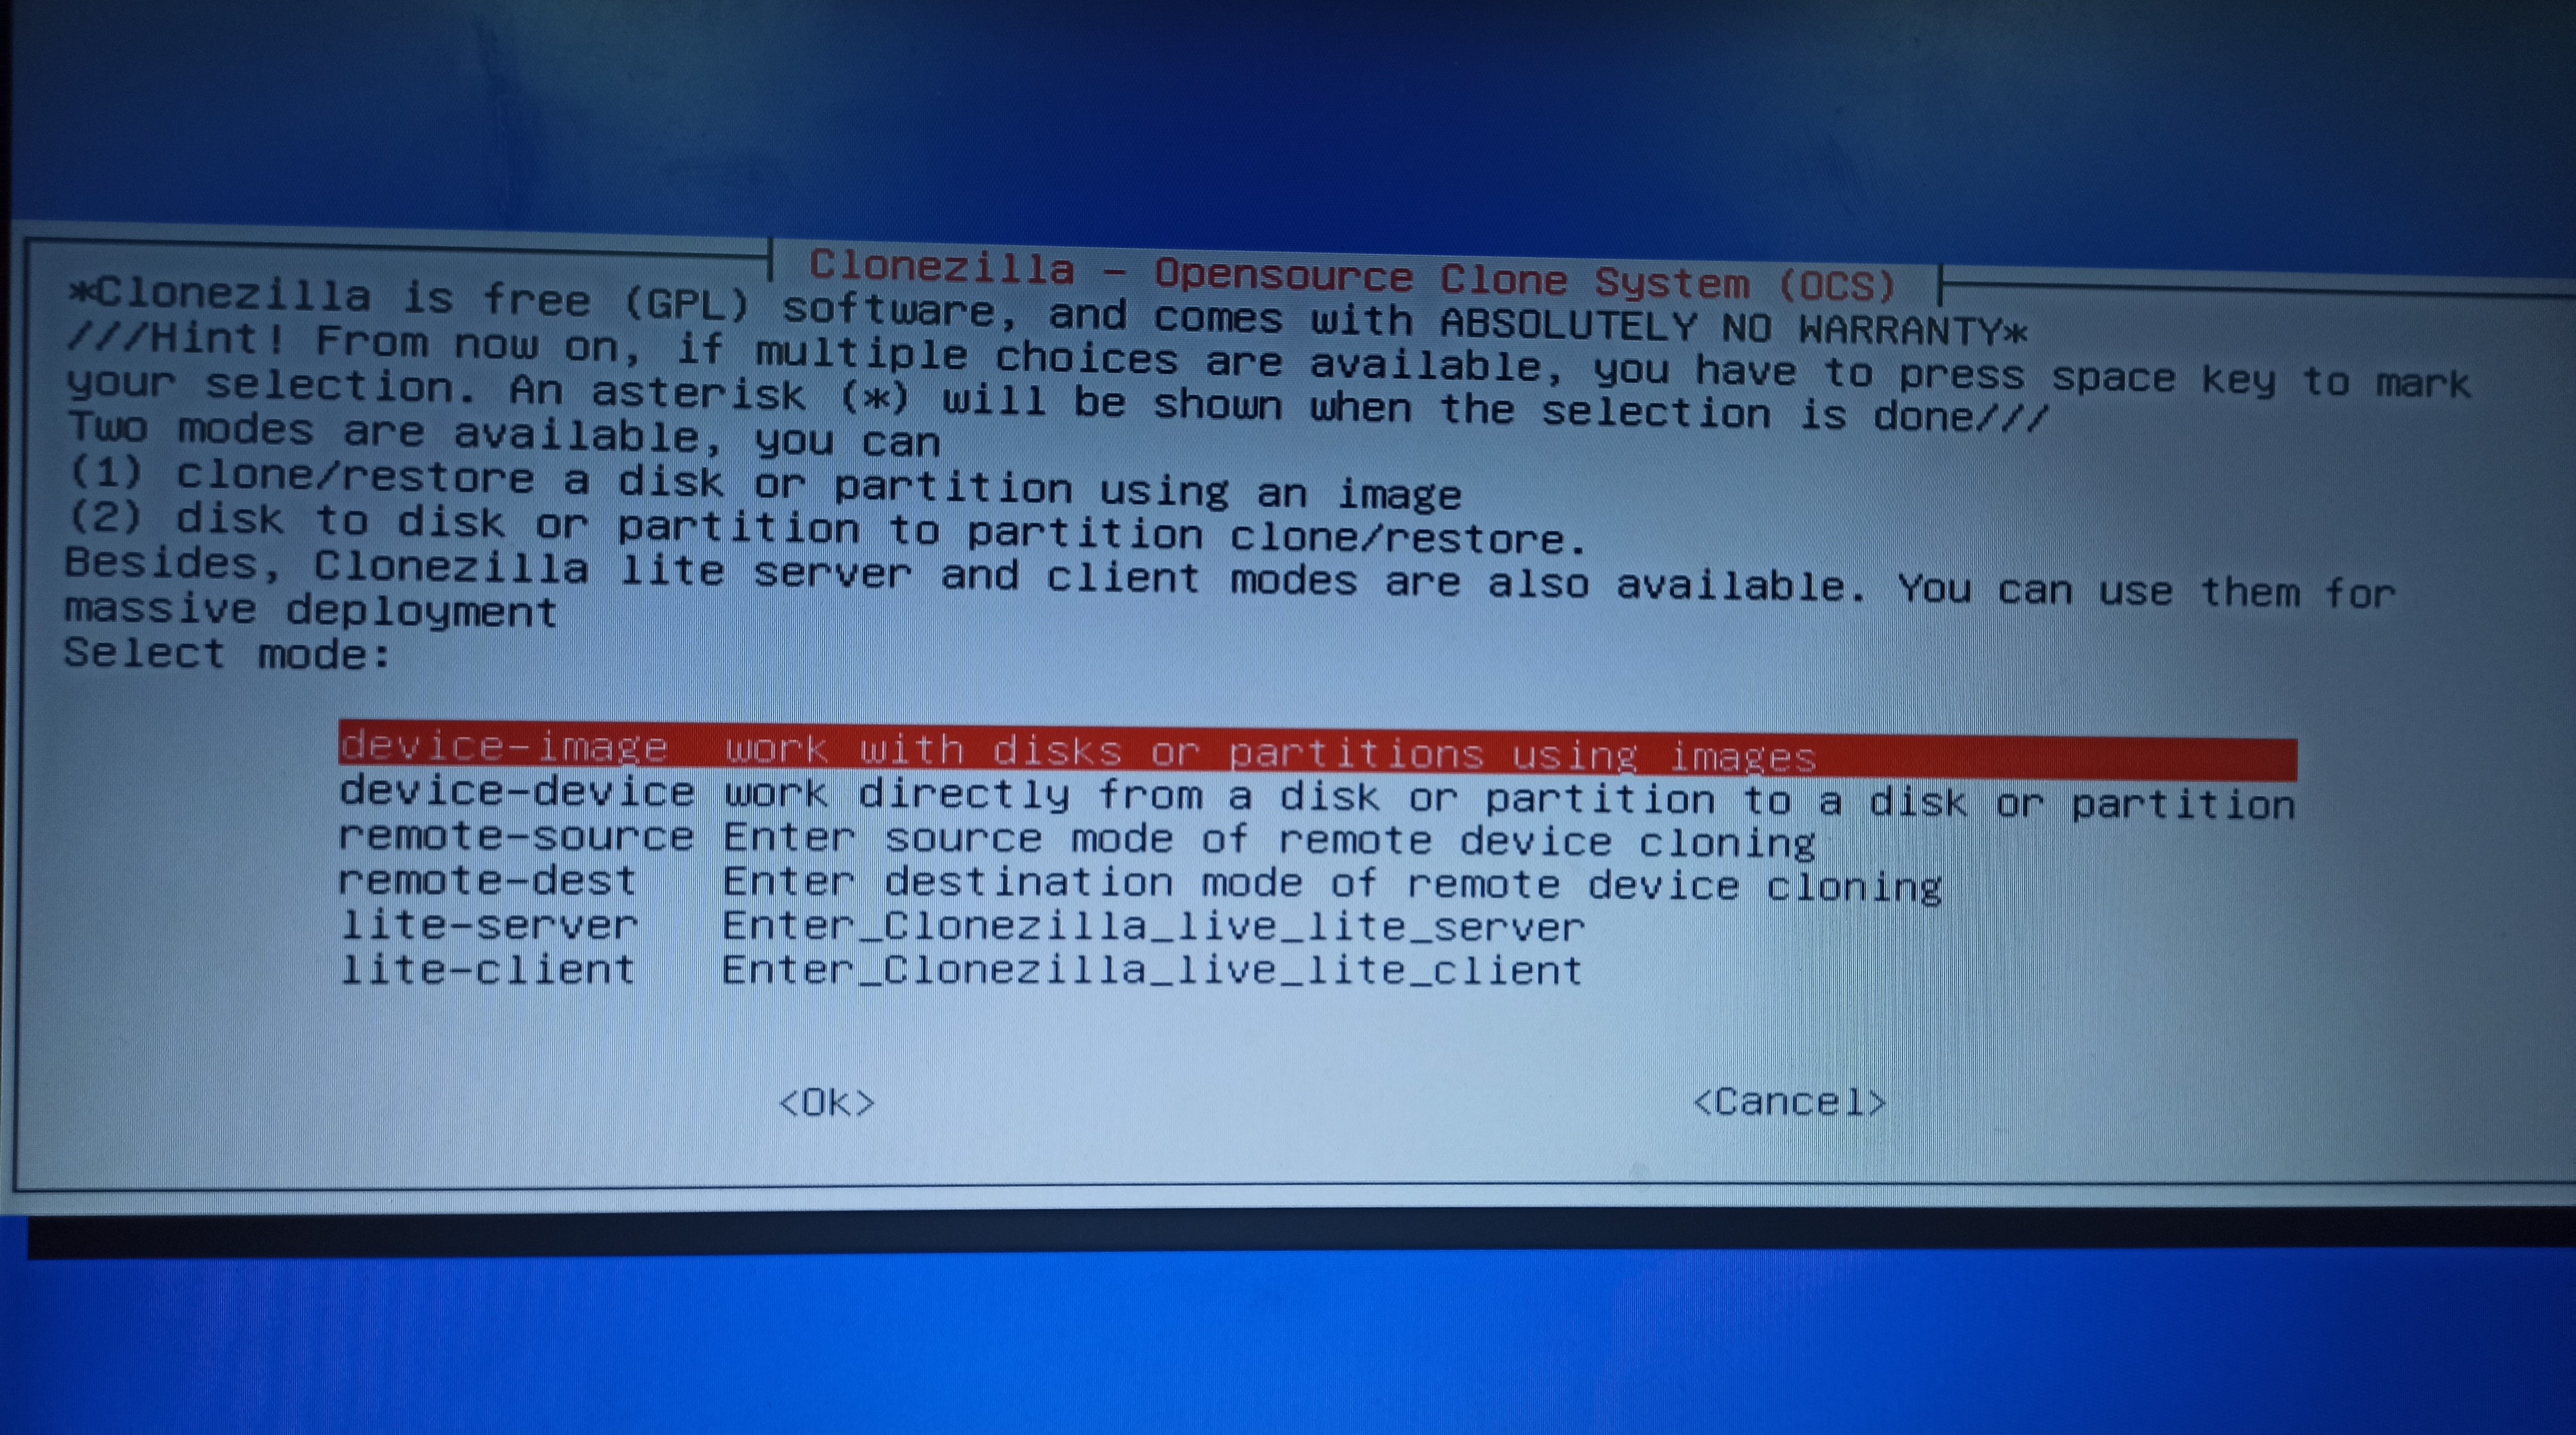 Clonezilla - Opensource Clone System (OCS)
*Clonezilla is free (GPL) software, and comes with ABSOLUTELY NO WARRANTY*
///Hint! From now on, if multiple choices are available, you have to press space key to mark
your selection. An asterisk (*) will be shown when the selection is done///
Two modes are available, you can
(1) clone/restore a disk or partition using an image
(2) disk to disk or partition to partition clone/restore.
Besides, Clonezilla lite server and client modes are also available. You can use them for
massive deployment
Select mode:
device-image work with disks or partitions using images
device-device work directly from a disk or partition to a disk or partition
remote-source Enter source mode of remote device cloning
remote-dest Enter destination mode of remote device cloning
lite-server Enter_Clonezilla_live_lite_server
lite-client Enter_Clonezilla_live_lite_client
<Ok> <Cancel>